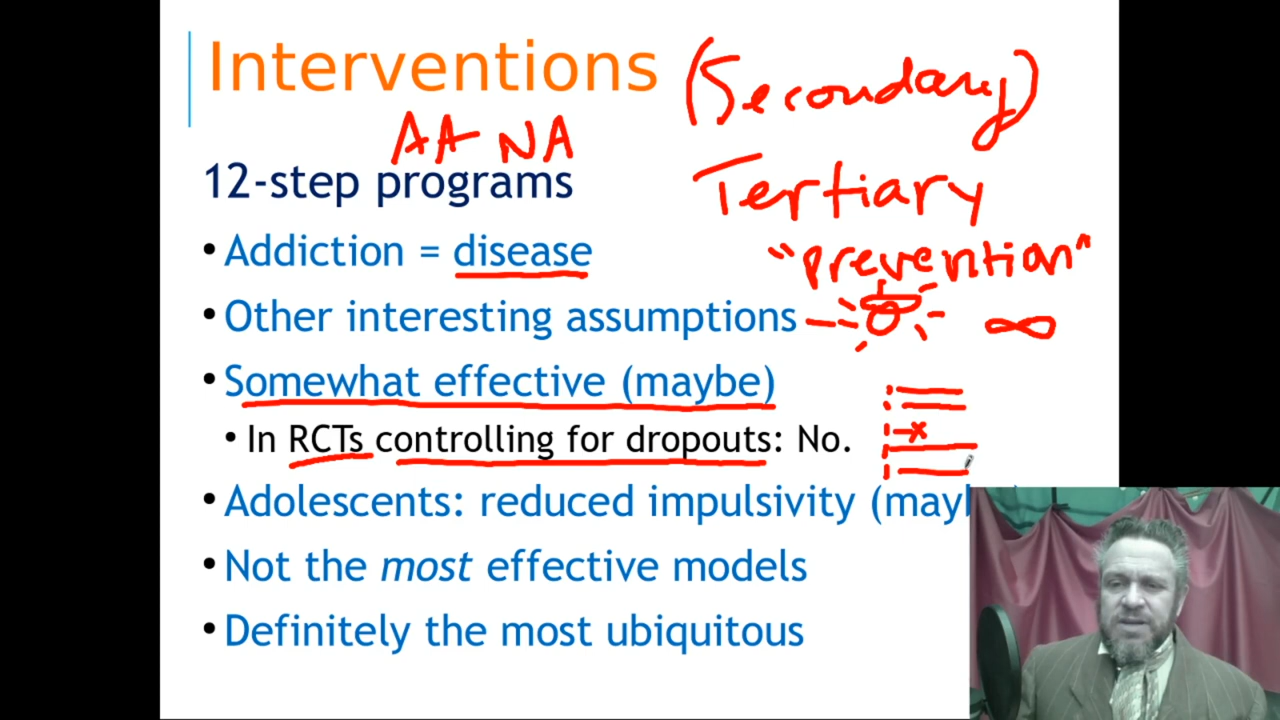 Interventions (Secondary)
AA NA
12-step programs
Tertiary
"prevention"
• Addiction = disease
• Other interesting assumptions
∞
• Somewhat effective (maybe)
• In RCTs controlling for dropouts: No.
• Adolescents: reduced impulsivity (mayb
• Not the most effective models
• Definitely the most ubiquitous